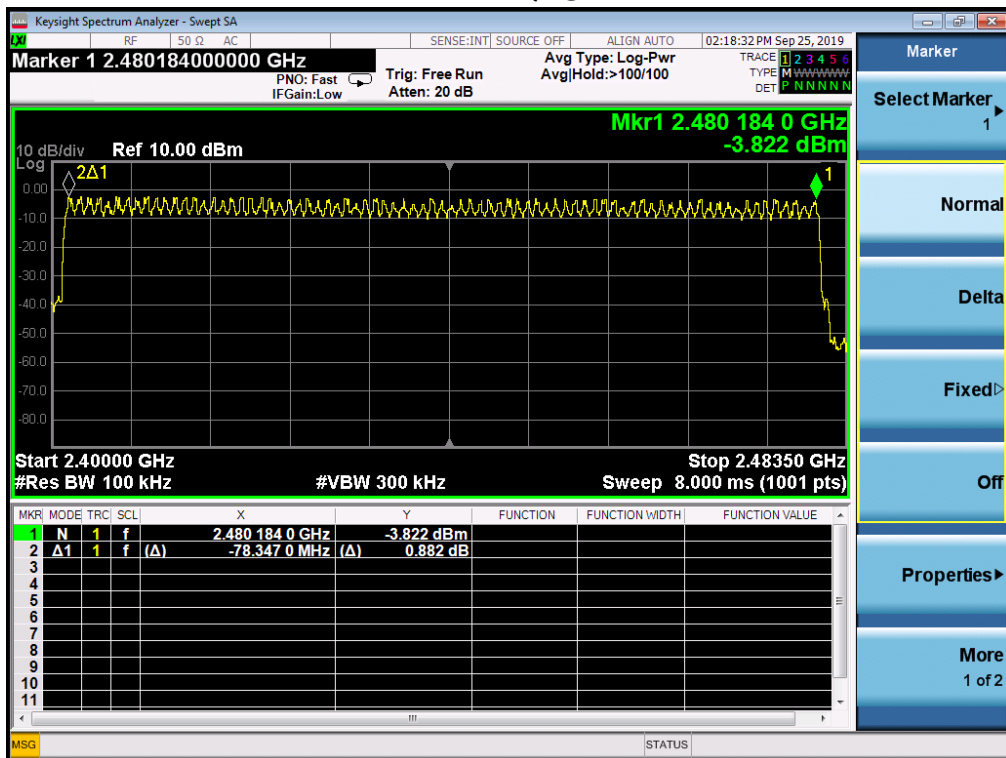 Keysight Spectrum Analyzer - Swept SA
LXI RF 50 Ω AC SENSE:INT SOURCE OFF ALIGN AUTO 02:18:32 PM Sep 25, 2019
Marker 1 2.480184000000 GHz
PNO: Fast
IFGain:Low
Trig: Free Run
Atten: 20 dB
Avg Type: Log-Pwr
Avg|Hold:>100/100
TRACE 1 2 3 4 5 6
TYPE M WWWWW
DET P N N N N N
Mkr1 2.480 184 0 GHz
-3.822 dBm
10 dB/div Ref 10.00 dBm
Log
2Δ1
1
0.00
-10.0
-20.0
-30.0
-40.0
-50.0
-60.0
-70.0
-80.0
Start 2.40000 GHz Stop 2.48350 GHz
#Res BW 100 kHz #VBW 300 kHz Sweep 8.000 ms (1001 pts)
MKR MODE TRC SCL X Y FUNCTION FUNCTION WIDTH FUNCTION VALUE
1 N 1 f 2.480 184 0 GHz -3.822 dBm
2 Δ1 1 f (Δ) -78.347 0 MHz (Δ) 0.882 dB
3
4
5
6
7
8
9
10
11
MSG STATUS
Marker
Select Marker
1
Normal
Delta
Fixed
Off
Properties
More
1 of 2